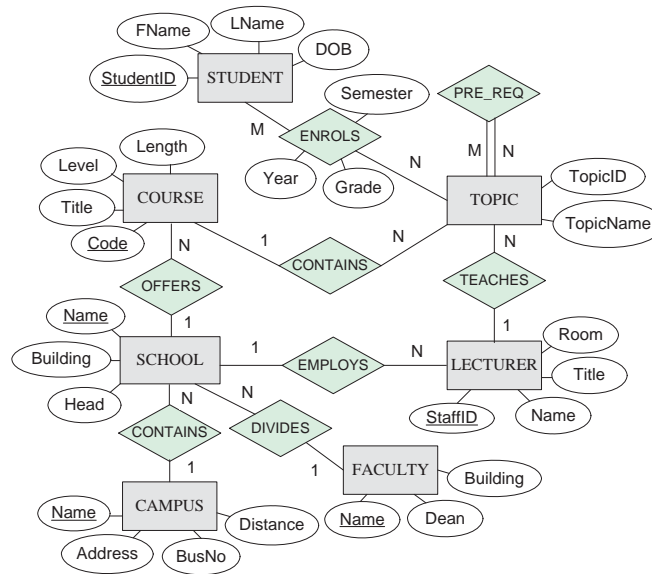 LName
FName
DOB
StudentID
STUDENT
Semester
PRE_REQ
M
ENROLS
M
N
Length
N
Level
Year
Grade
TopicID
COURSE
TOPIC
Title
TopicName
Code
1
N
N
N
CONTAINS
OFFERS
TEACHES
Name
1
1
Room
Building
SCHOOL
1
EMPLOYS
N
LECTURER
Title
Head
N
N
StaffID
Name
CONTAINS
DIVIDES
1
1
FACULTY
Building
Name
CAMPUS
Distance
Name
Dean
Address
BusNo